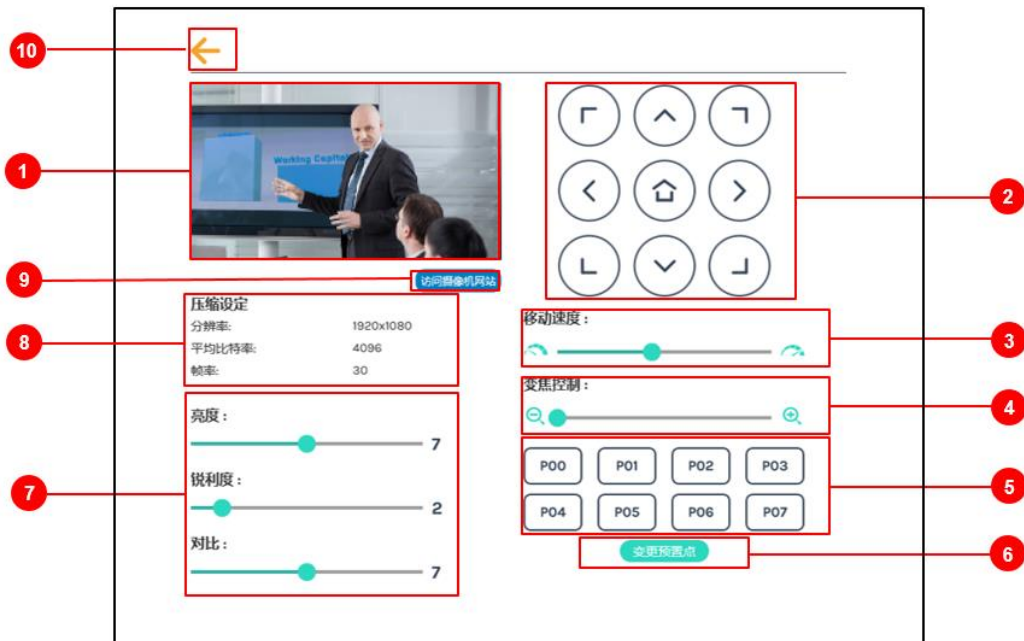 10
1
Working Capital
2
9
访问摄像机网站
8
压缩设定
分辨率: 1920x1080
平均比特率: 4096
帧率: 30
移动速度：
3
变焦控制：
4
7
亮度：
7
锐利度：
2
对比：
7
P00 P01 P02 P03
P04 P05 P06 P07
5
变更预置点
6